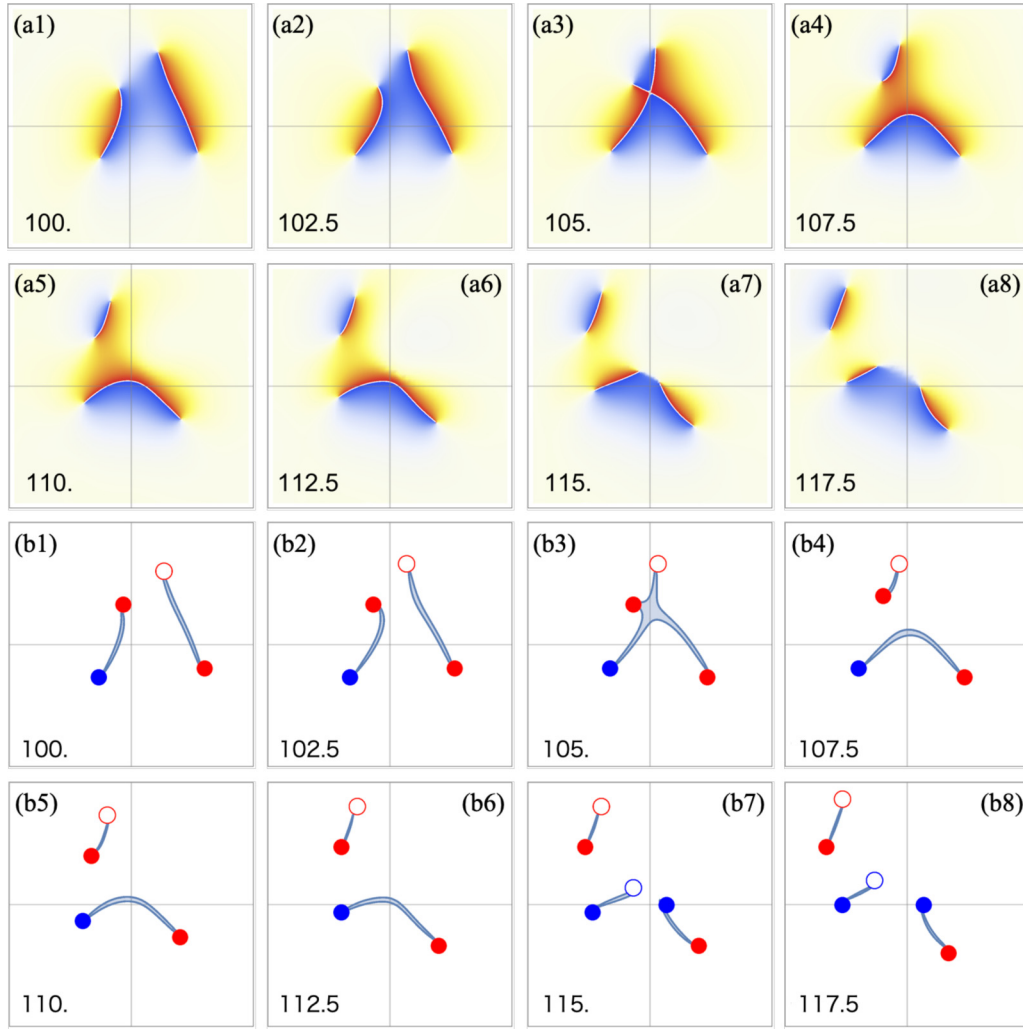 (a1) (a2) (a3) (a4)
100. 102.5 105. 107.5
(a5) (a6) (a7) (a8)
110. 112.5 115. 117.5
(b1) (b2) (b3) (b4)
100. 102.5 105. 107.5
(b5) (b6) (b7) (b8)
110. 112.5 115. 117.5